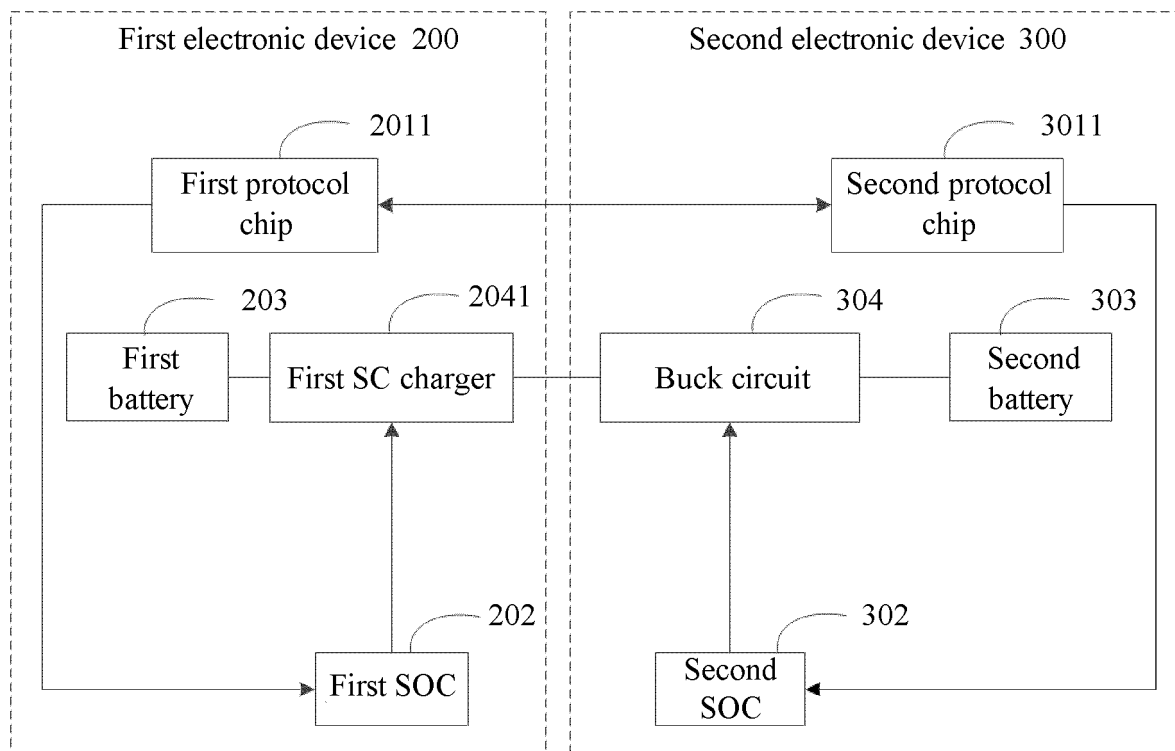 First electronic device 200
Second electronic device 300
2011
3011
First protocol
chip
Second protocol
chip
203
2041
304
303
First
battery
First SC charger
Buck circuit
Second
battery
202
302
First SOC
Second
SOC